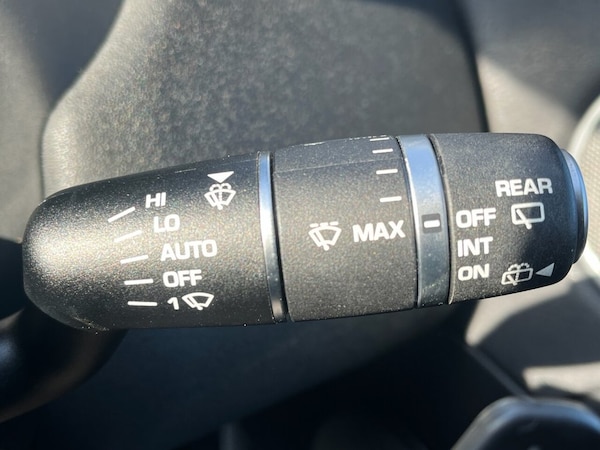 HI
LO
AUTO
OFF
1
MAX
REAR
OFF
INT
ON